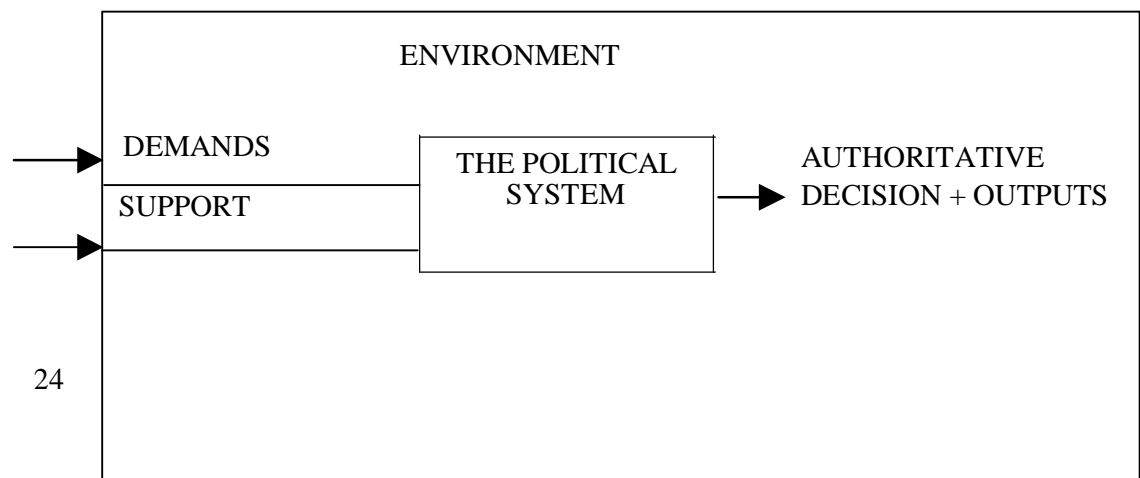 ENVIRONMENT
DEMANDS
SUPPORT
THE POLITICAL
SYSTEM
AUTHORITATIVE
DECISION + OUTPUTS
24